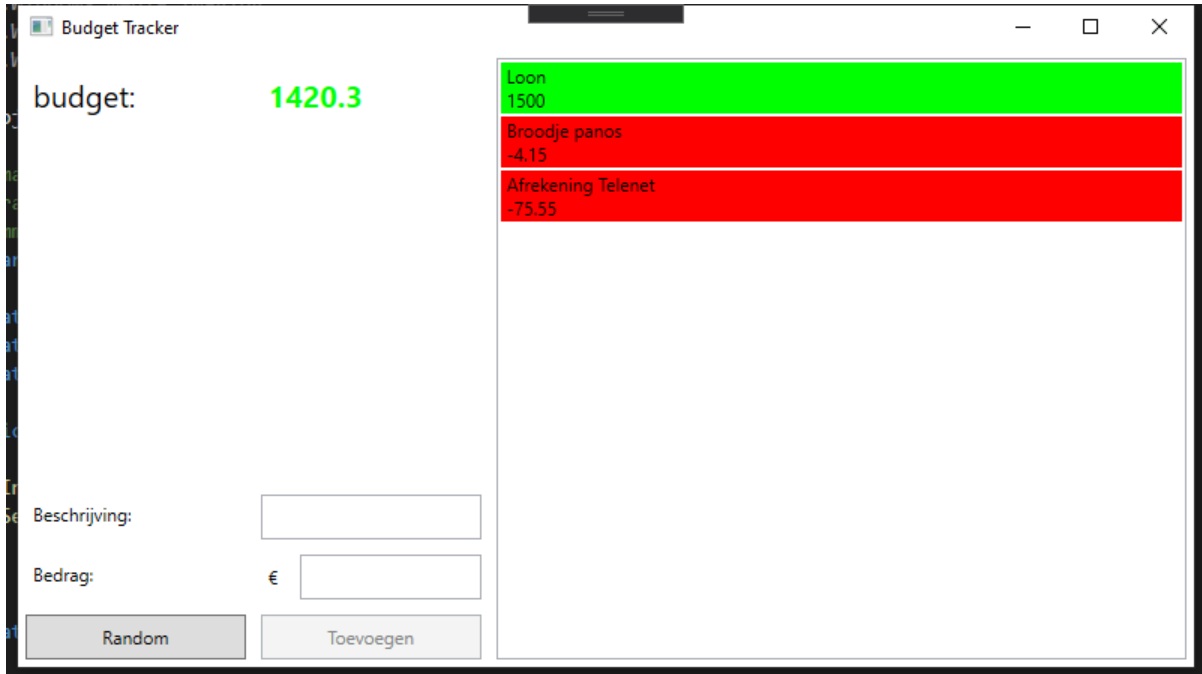 Budget Tracker
budget: 1420.3
Loon
1500
Broodje panos
-4.15
Afrekening Telenet
-75.55
Beschrijving:
Bedrag: €
Random Toevoegen